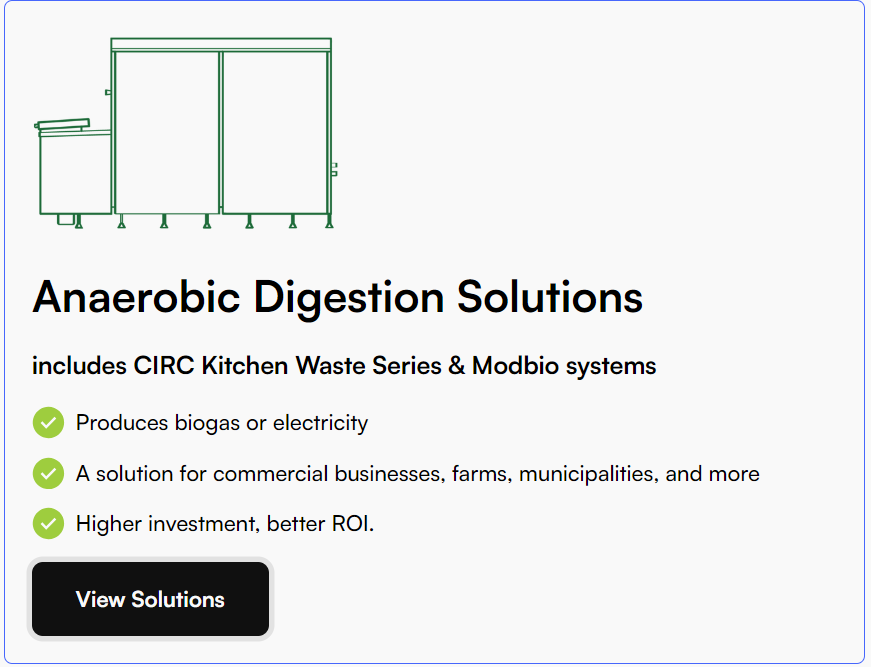 Anaerobic Digestion Solutions
includes CIRC Kitchen Waste Series & Modbio systems
Produces biogas or electricity
A solution for commercial businesses, farms, municipalities, and more
Higher investment, better ROI.
View Solutions